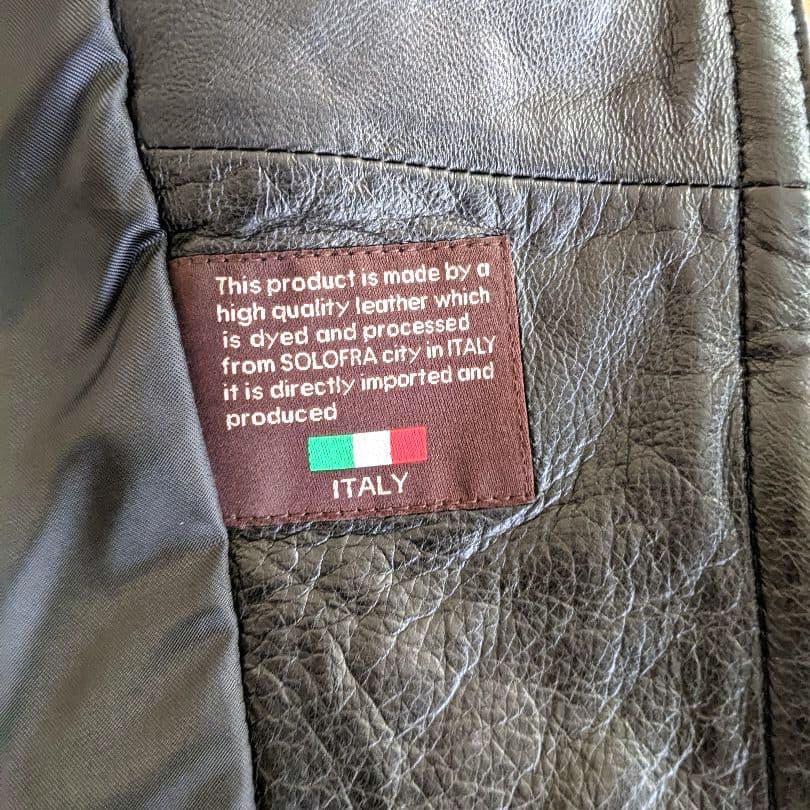 This product is made by a
high quality leather which
is dyed and processed
from SOLOFRA city in ITALY
it is directly imported and
produced
ITALY